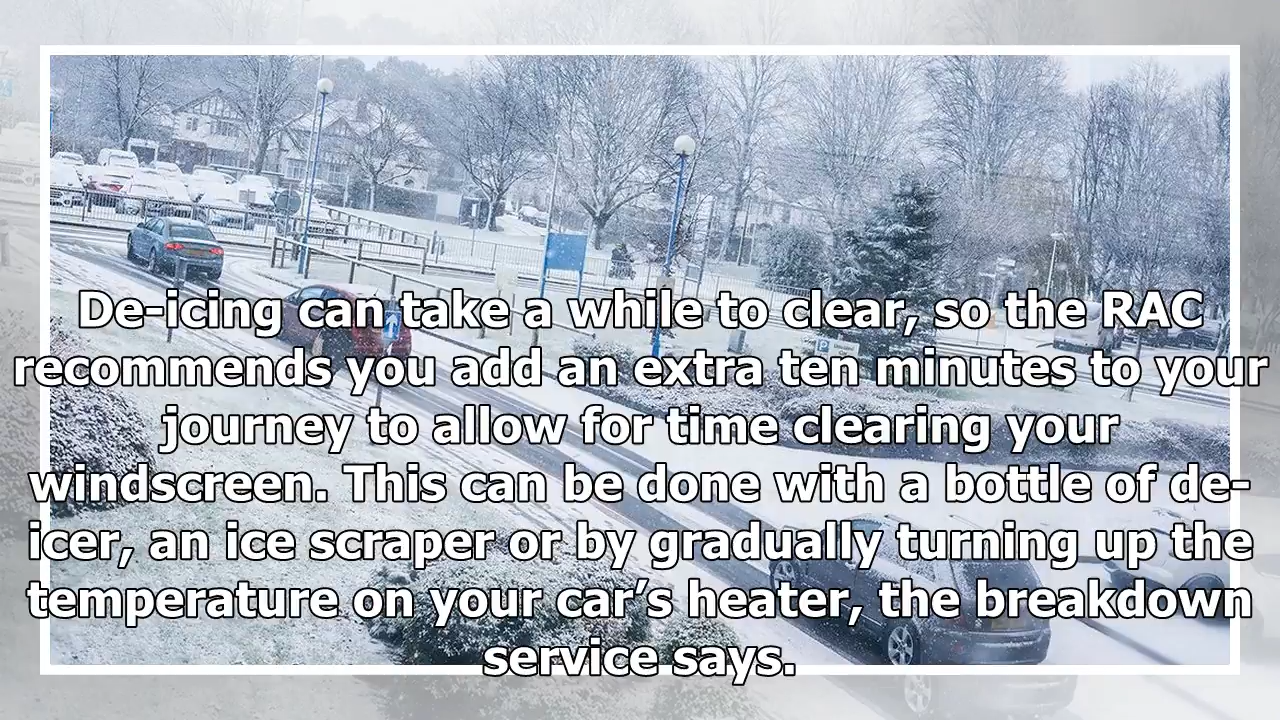 De-icing can take a while to clear, so the RAC
recommends you add an extra ten minutes to your
journey to allow for time clearing your
windscreen. This can be done with a bottle of de-
icer, an ice scraper or by gradually turning up the
temperature on your car’s heater, the breakdown
service says.